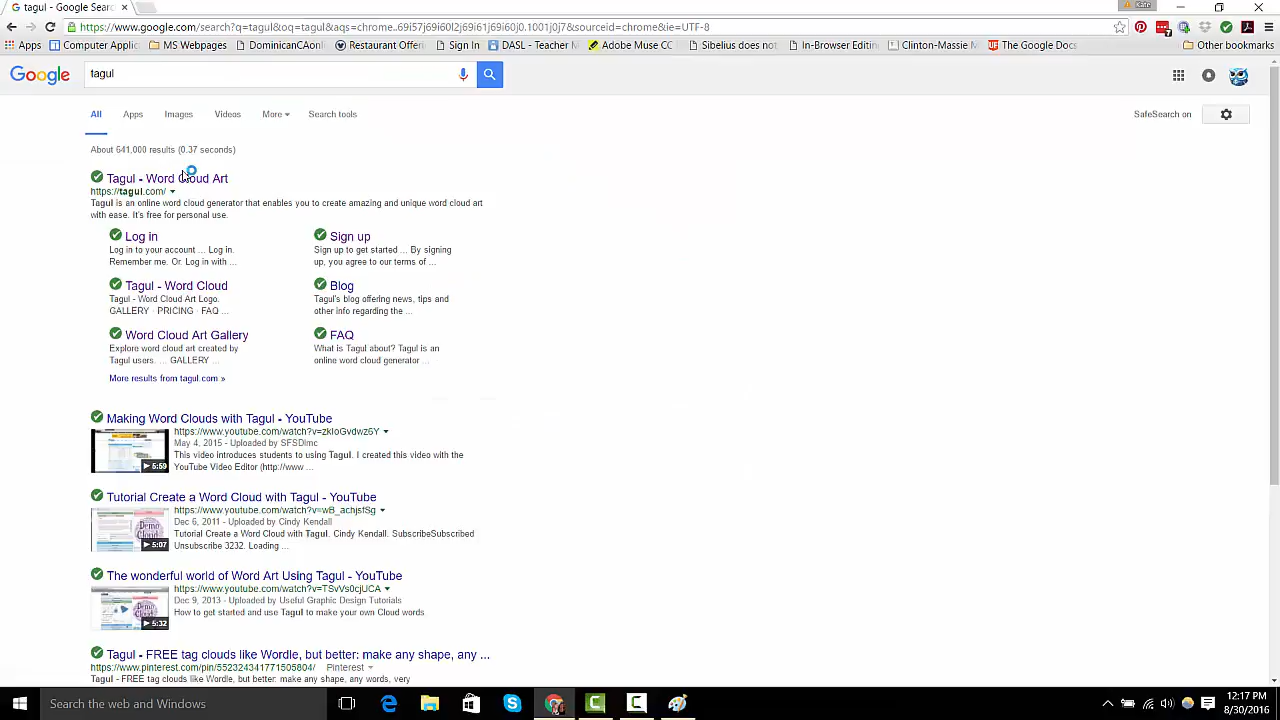 tagul - Google Sear
Kate
https://www.google.com/search?q=tagul&oq=tagul&aqs=chrome..69i57j69i60l2j69i61j69i60j0.1001j0j7&sourceid=chrome&ie=UTF-8
Apps Computer Applic MS Webpages DominicanCAonli Restaurant Offerin Sign In DASL - Teacher M Adobe Muse CC Sibelius does not In-Browser Editing Clinton-Massie M The Google Docs Other bookmarks
Google tagul
All Apps Images Videos More Search tools SafeSearch on
About 641,000 results (0.37 seconds)
Tagul - Word Cloud Art
https://tagul.com/
Tagul is an online word cloud generator that enables you to create amazing and unique word cloud art
with ease. It's free for personal use.
Log in Sign up
Log in to your account ... Log in. Sign up to get started ... By signing
Remember me. Or. Log in with ... up, you agree to our terms of ...
Tagul - Word Cloud Blog
Tagul - Word Cloud Art Logo. Tagul's blog offering news, tips and
GALLERY · PRICING · FAQ ... other info regarding the ...
Word Cloud Art Gallery FAQ
Explore word cloud art created by What is Tagul about? Tagul is an
Tagul users. ... GALLERY ... online word cloud generator ...
More results from tagul.com »
Making Word Clouds with Tagul - YouTube
https://www.youtube.com/watch?v=zkIoGvdwz6Y
May 4, 2015 - Uploaded by SFSDlmc
This video introduces students to using Tagul. I created this video with the
YouTube Video Editor (http://www ...
5:59
Tutorial Create a Word Cloud with Tagul - YouTube
https://www.youtube.com/watch?v=wB_achjstSg
Dec 6, 2011 - Uploaded by Cindy Kendall
Tutorial Create a Word Cloud with Tagul. Cindy Kendall. SubscribeSubscribed
Unsubscribe 3232. Loading...
5:07
The wonderful world of Word Art Using Tagul - YouTube
https://www.youtube.com/watch?v=TSvVs0cjUCA
Dec 9, 2013 - Uploaded by Useful Graphic Design Tutorials
How to get started and use Tagul to make your own Cloud words
5:32
Tagul - FREE tag clouds like Wordle, but better: make any shape, any ...
https://www.pinterest.com/pin/552324341771505804/ Pinterest
Tagul - FREE tag clouds like Wordle, but better: make any shape, any words, very
Search the web and Windows
12:17 PM
8/30/2016